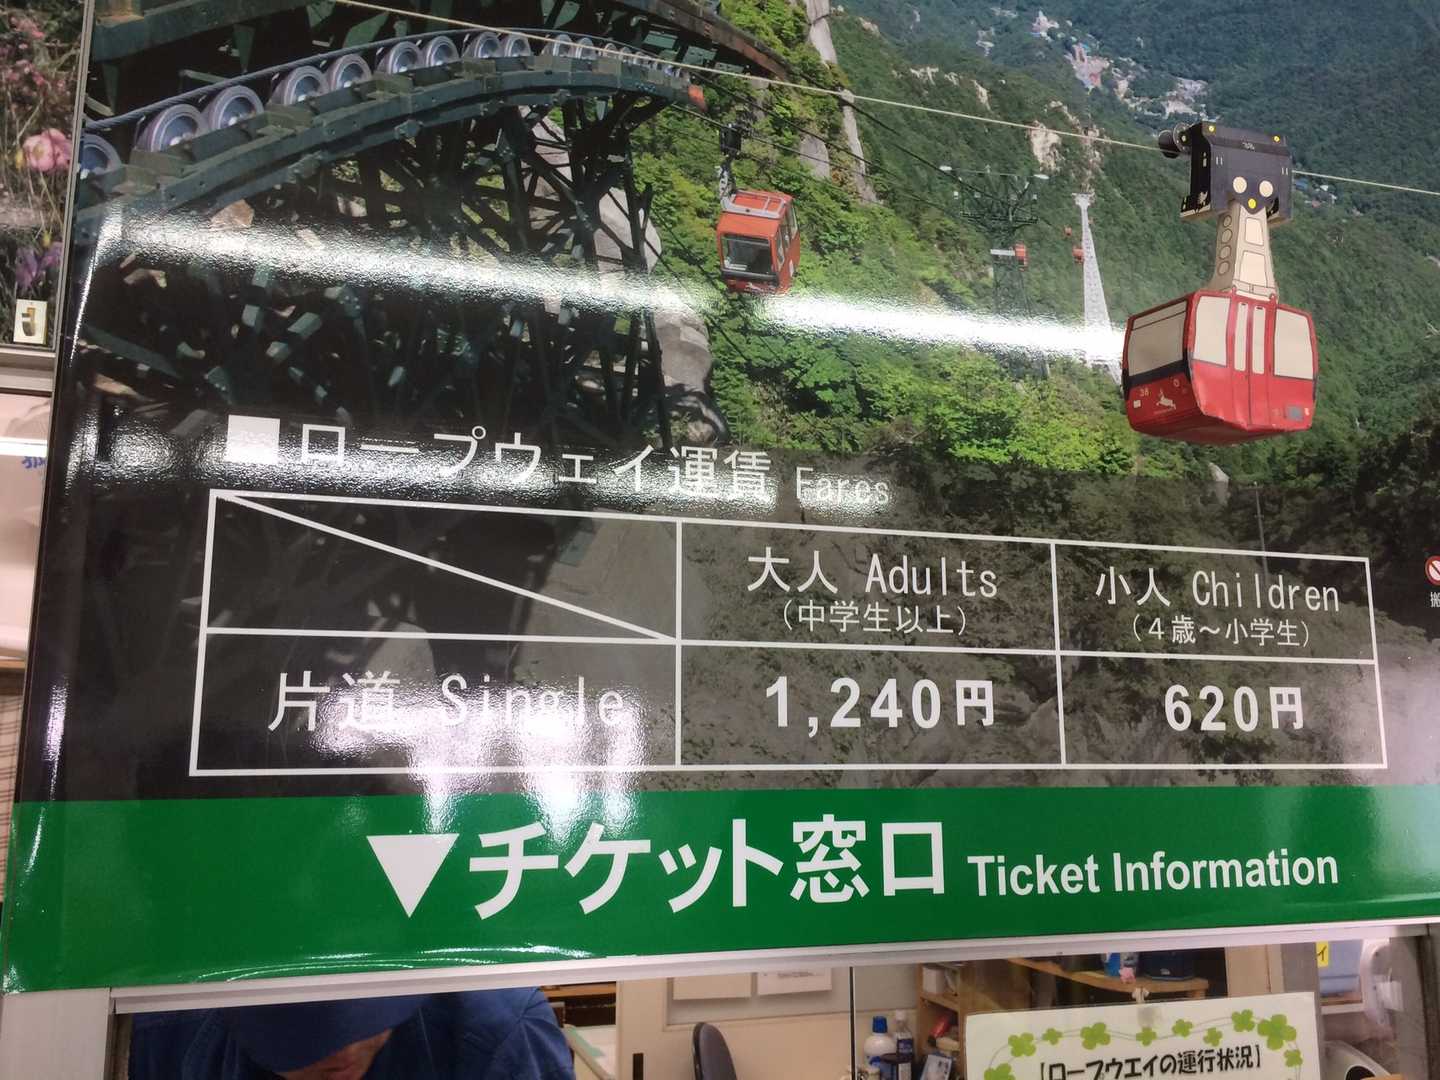 ■ロープウェイ運賃 Fares
大人 Adults
(中学生以上)
小人 Children
(4歳～小学生)
片道 Single
1,240円
620円
▼チケット窓口 Ticket Information
【ロープウエイの運行状況】
38